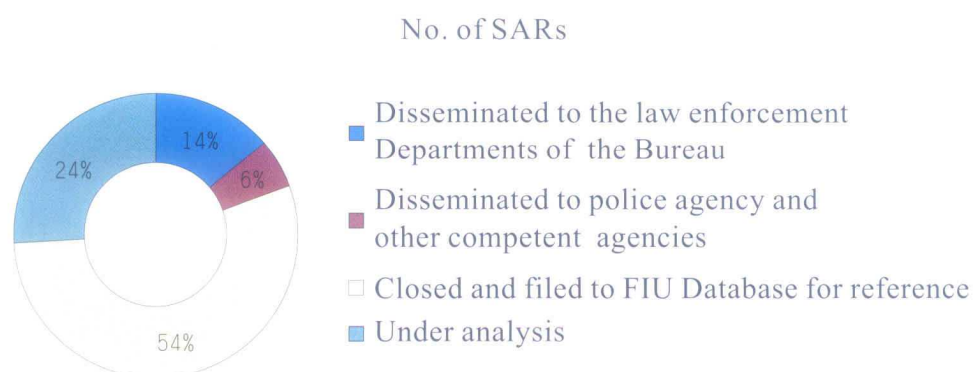 No. of SARs
14%
6%
24%
54%
Disseminated to the law enforcement
Departments of the Bureau
Disseminated to police agency and
other competent agencies
Closed and filed to FIU Database for reference
Under analysis